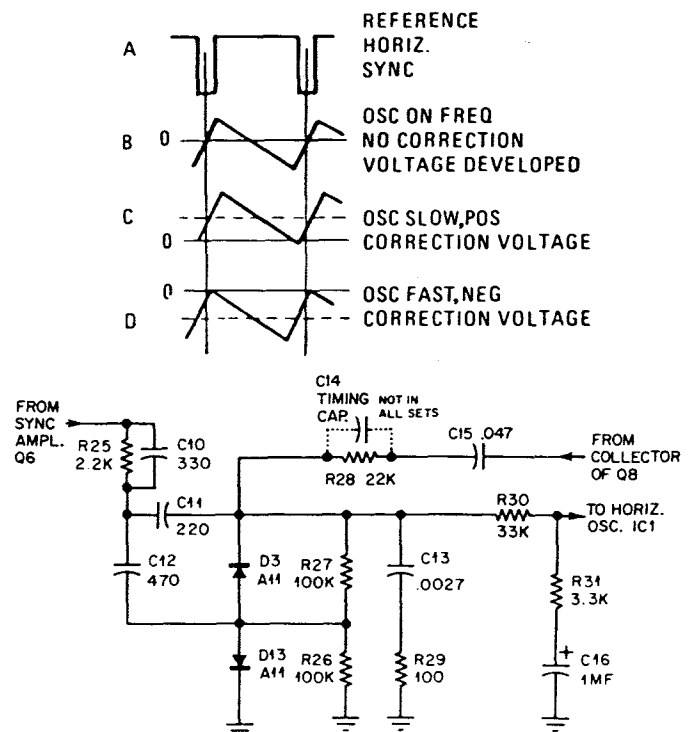 A
REFERENCE
HORIZ.
SYNC
B
0
OSC ON FREQ
NO CORRECTION
VOLTAGE DEVELOPED
C
0
OSC SLOW,POS
CORRECTION VOLTAGE
D
0
OSC FAST,NEG
CORRECTION VOLTAGE
FROM
SYNC
AMPL.
Q6
R25
2.2K
C10
330
C11
220
C12
470
C14
TIMING
CAP.
NOT IN
ALL SETS
R28 22K
C15 .047
FROM
COLLECTOR
OF Q8
R30
33K
TO HORIZ.
OSC. IC1
D3
A11
R27
100K
C13
.0027
R31
3.3K
D13
A11
R26
100K
R29
100
+
C16
1MF